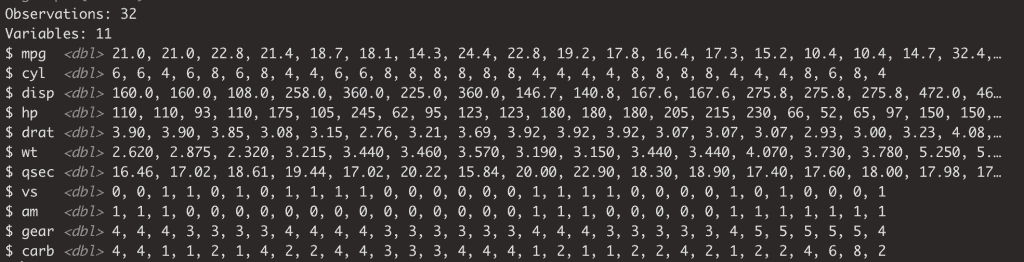 Observations: 32
Variables: 11
$ mpg <dbl> 21.0, 21.0, 22.8, 21.4, 18.7, 18.1, 14.3, 24.4, 22.8, 19.2, 17.8, 16.4, 17.3, 15.2, 10.4, 10.4, 14.7, 32.4,…
$ cyl <dbl> 6, 6, 4, 6, 8, 6, 8, 4, 4, 6, 6, 8, 8, 8, 8, 8, 8, 4, 4, 4, 4, 8, 8, 8, 8, 4, 4, 4, 8, 6, 8, 4
$ disp <dbl> 160.0, 160.0, 108.0, 258.0, 360.0, 225.0, 360.0, 146.7, 140.8, 167.6, 167.6, 275.8, 275.8, 275.8, 472.0, 46…
$ hp <dbl> 110, 110, 93, 110, 175, 105, 245, 62, 95, 123, 123, 180, 180, 180, 205, 215, 230, 66, 52, 65, 97, 150, 150,…
$ drat <dbl> 3.90, 3.90, 3.85, 3.08, 3.15, 2.76, 3.21, 3.69, 3.92, 3.92, 3.92, 3.07, 3.07, 3.07, 2.93, 3.00, 3.23, 4.08,…
$ wt <dbl> 2.620, 2.875, 2.320, 3.215, 3.440, 3.460, 3.570, 3.190, 3.150, 3.440, 3.440, 4.070, 3.730, 3.780, 5.250, 5.…
$ qsec <dbl> 16.46, 17.02, 18.61, 19.44, 17.02, 20.22, 15.84, 20.00, 22.90, 18.30, 18.90, 17.40, 17.60, 18.00, 17.98, 17…
$ vs <dbl> 0, 0, 1, 1, 0, 1, 0, 1, 1, 1, 1, 0, 0, 0, 0, 0, 0, 1, 1, 1, 1, 0, 0, 0, 0, 1, 0, 1, 0, 0, 0, 1
$ am <dbl> 1, 1, 1, 0, 0, 0, 0, 0, 0, 0, 0, 0, 0, 0, 0, 0, 0, 1, 1, 1, 0, 0, 0, 0, 0, 1, 1, 1, 1, 1, 1, 1
$ gear <dbl> 4, 4, 4, 3, 3, 3, 3, 4, 4, 4, 4, 3, 3, 3, 3, 3, 3, 4, 4, 4, 3, 3, 3, 3, 3, 4, 5, 5, 5, 5, 5, 4
$ carb <dbl> 4, 4, 1, 1, 2, 1, 4, 2, 2, 4, 4, 3, 3, 3, 4, 4, 4, 1, 2, 1, 1, 2, 2, 4, 2, 1, 2, 2, 4, 6, 8, 2